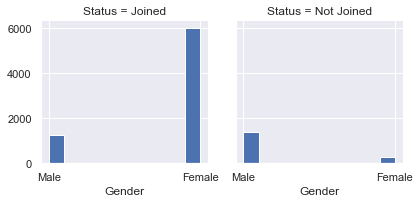 Status = Joined
Status = Not Joined
6000
4000
2000
0
Male
Female
Male
Female
Gender
Gender